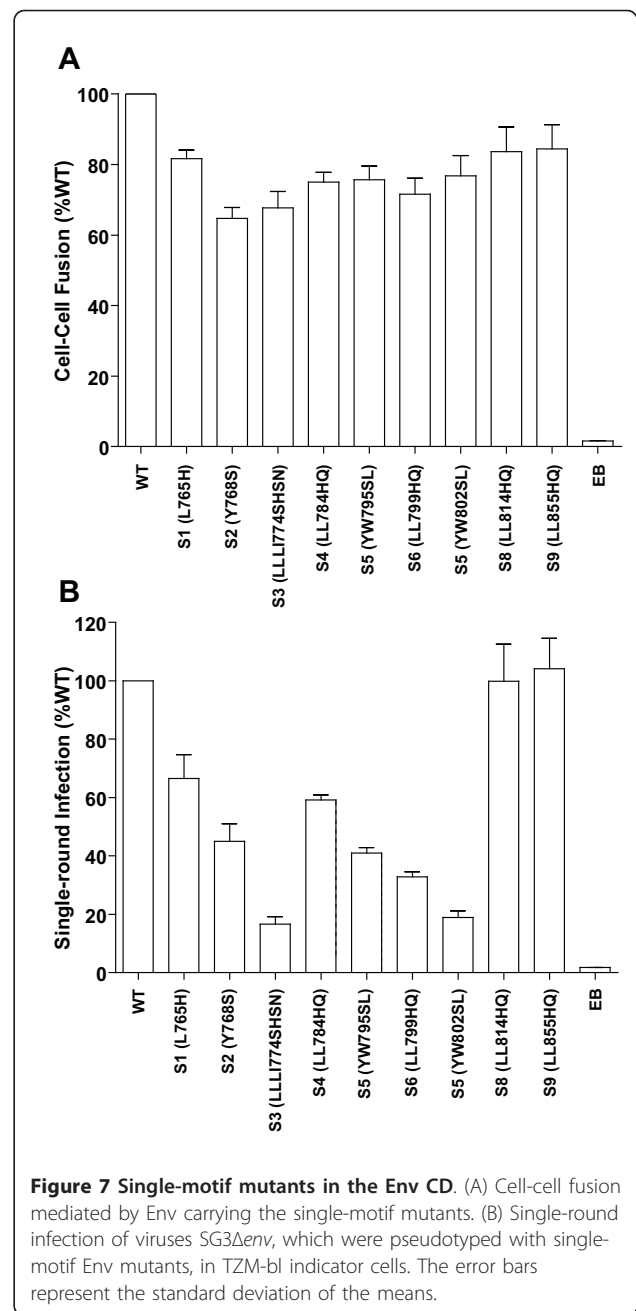 A
100
80
60
40
20
0
Cell-Cell Fusion (%WT)
WT
S1 (L765H)
S2 (Y768S)
S3 (LLLI774SHSN)
S4 (LL784HQ)
S5 (YW795SL)
S6 (LL799HQ)
S5 (YW802SL)
S8 (LL814HQ)
S9 (LL855HQ)
EB
B
120
100
80
60
40
20
0
Single-round Infection (%WT)
WT
S1 (L765H)
S2 (Y768S)
S3 (LLLI774SHSN)
S4 (LL784HQ)
S5 (YW795SL)
S6 (LL799HQ)
S5 (YW802SL)
S8 (LL814HQ)
S9 (LL855HQ)
EB
Figure 7 Single-motif mutants in the Env CD. (A) Cell-cell fusion
mediated by Env carrying the single-motif mutants. (B) Single-round
infection of viruses SG3Δenv, which were pseudotyped with single-
motif Env mutants, in TZM-bl indicator cells. The error bars
represent the standard deviation of the means.